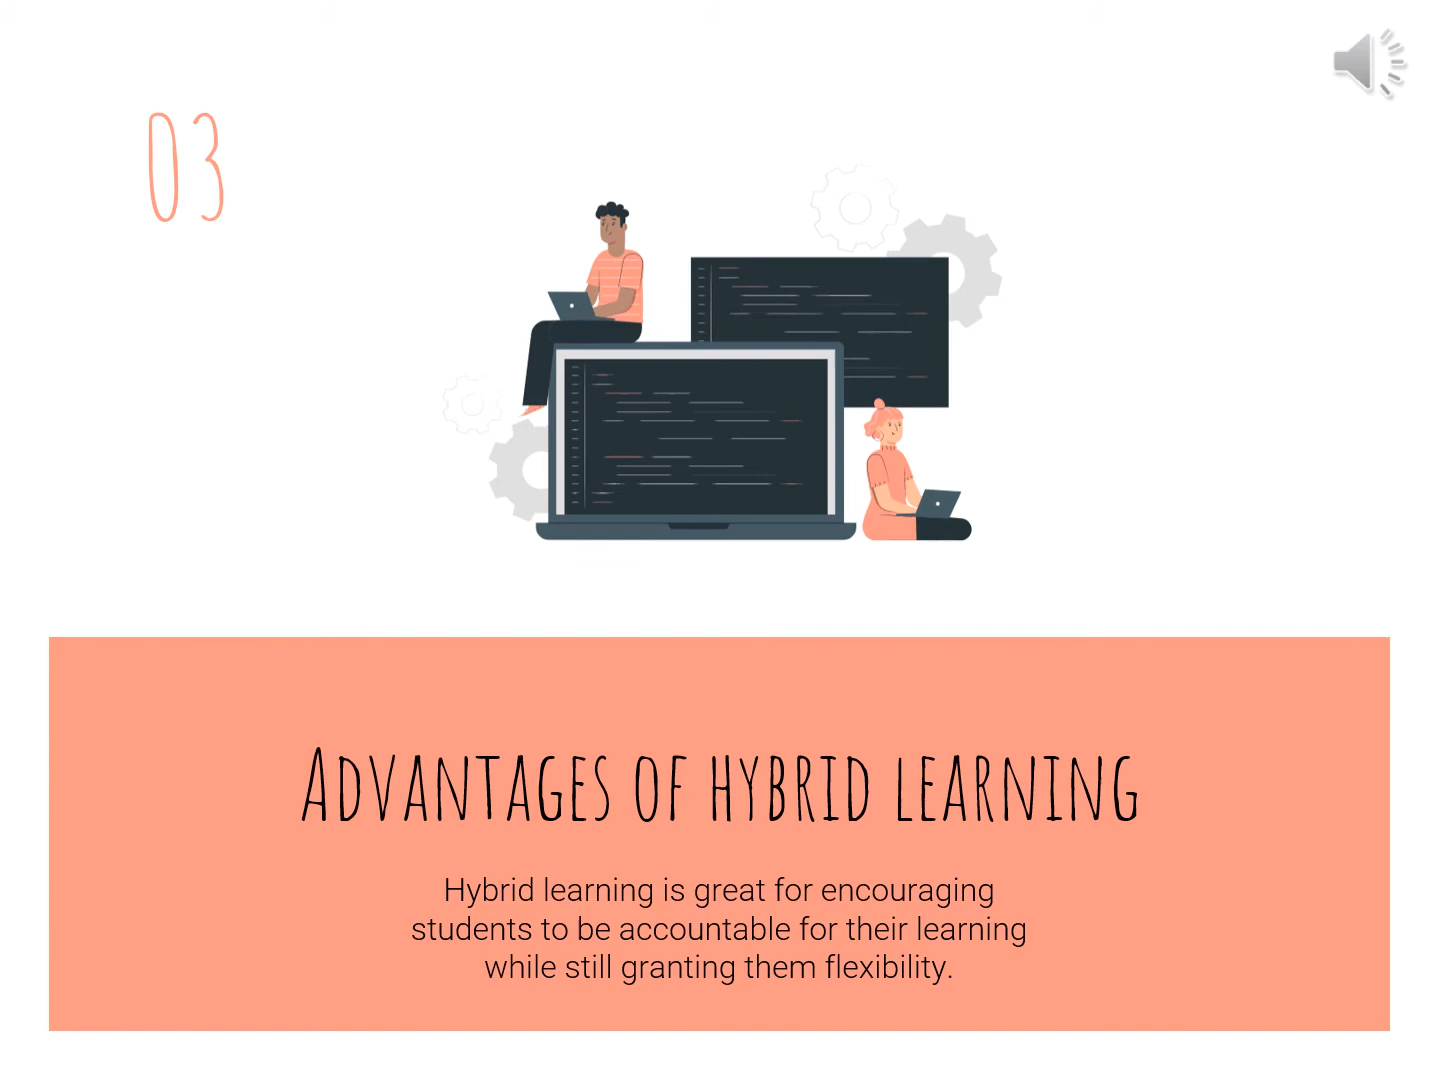 03
Advantages of hybrid learning
Hybrid learning is great for encouraging
students to be accountable for their learning
while still granting them flexibility.